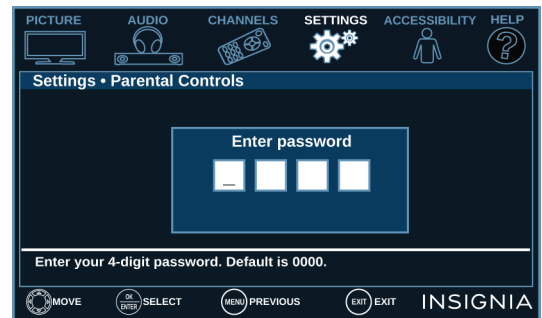 PICTURE AUDIO CHANNELS SETTINGS ACCESSIBILITY HELP
?
Settings • Parental Controls
Enter password
_
Enter your 4-digit password. Default is 0000.
MOVE OK ENTER SELECT MENU PREVIOUS EXIT EXIT INSIGNIA